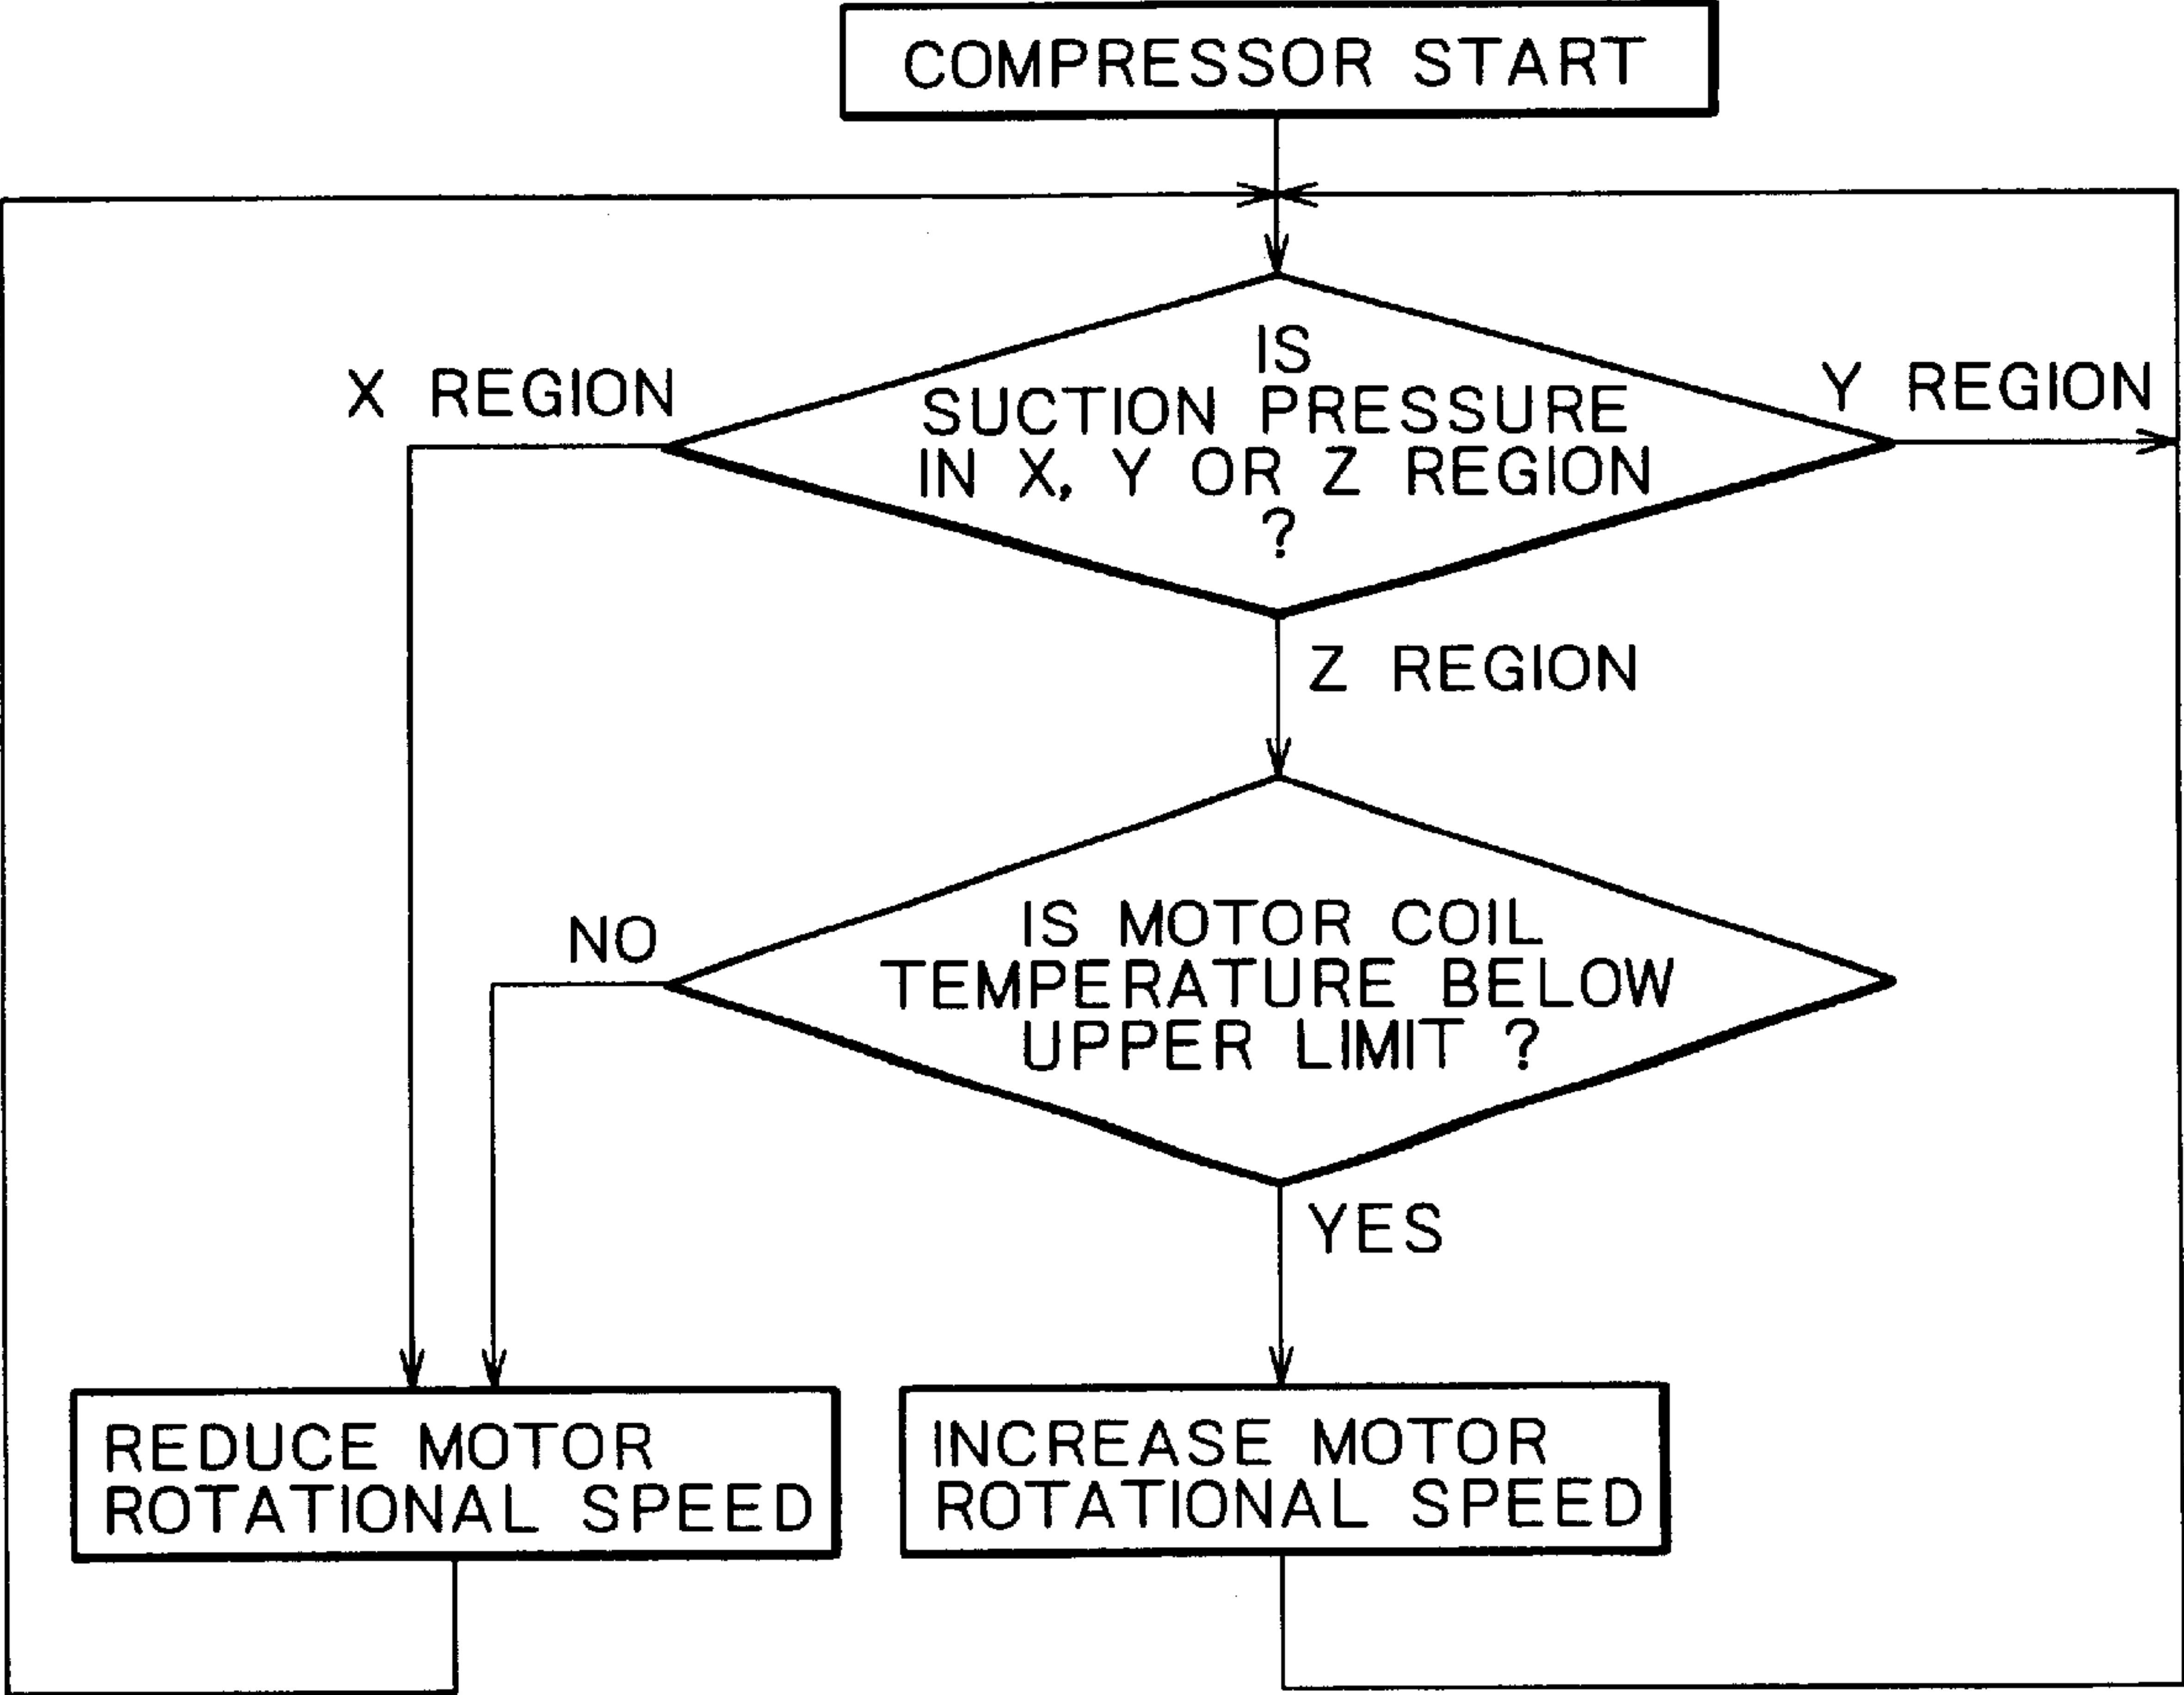 COMPRESSOR START
IS
SUCTION PRESSURE
IN X, Y OR Z REGION
?
X REGION
Y REGION
Z REGION
IS MOTOR COIL
TEMPERATURE BELOW
UPPER LIMIT ?
NO
YES
REDUCE MOTOR
ROTATIONAL SPEED
INCREASE MOTOR
ROTATIONAL SPEED